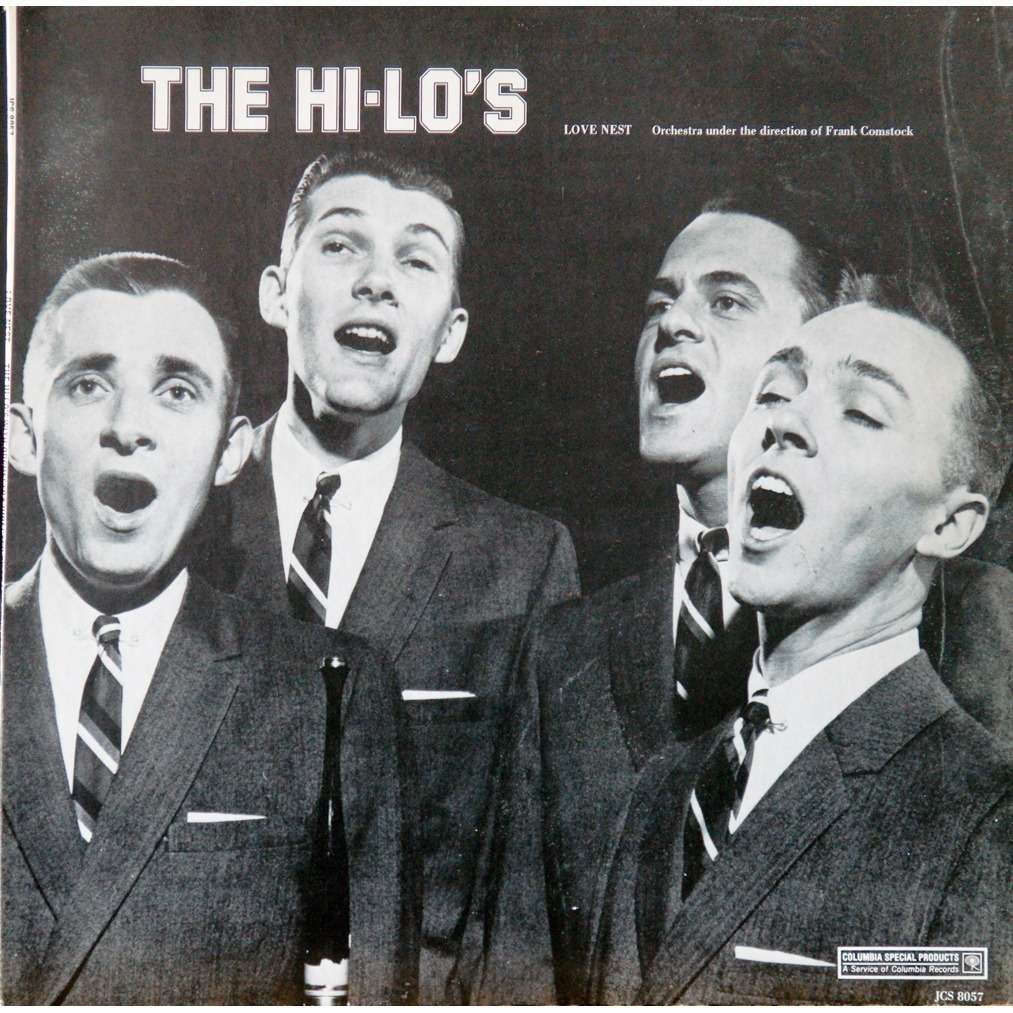 THE HI-LO'S
LOVE NEST Orchestra under the direction of Frank Comstock
COLUMBIA SPECIAL PRODUCTS
A Service of Columbia Records
JCS 8057